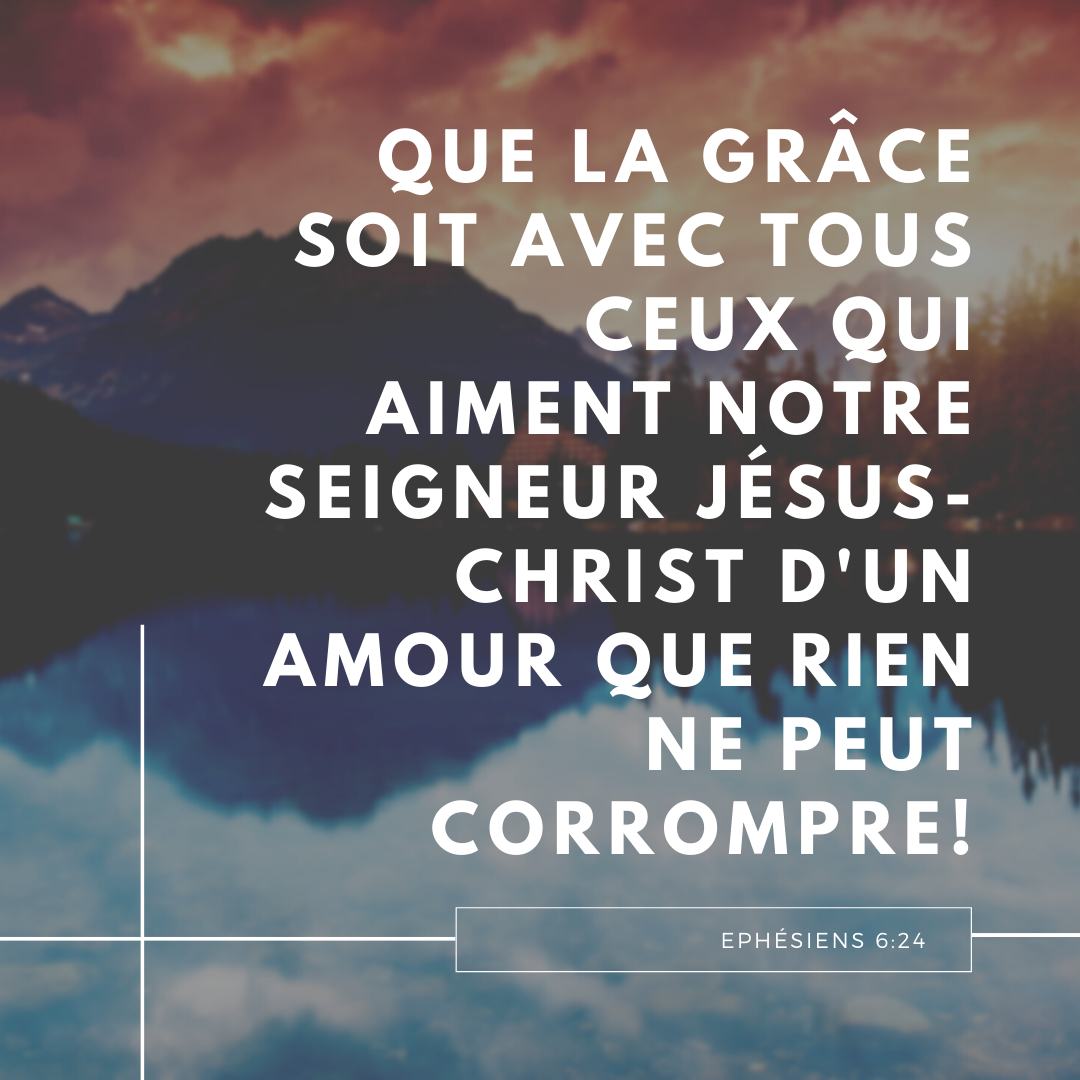 QUE LA GRÂCE
SOIT AVEC TOUS
CEUX QUI
AIMENT NOTRE
SEIGNEUR JÉSUS-
CHRIST D'UN
AMOUR QUE RIEN
NE PEUT
CORROMPRE!
EPHÉSIENS 6:24